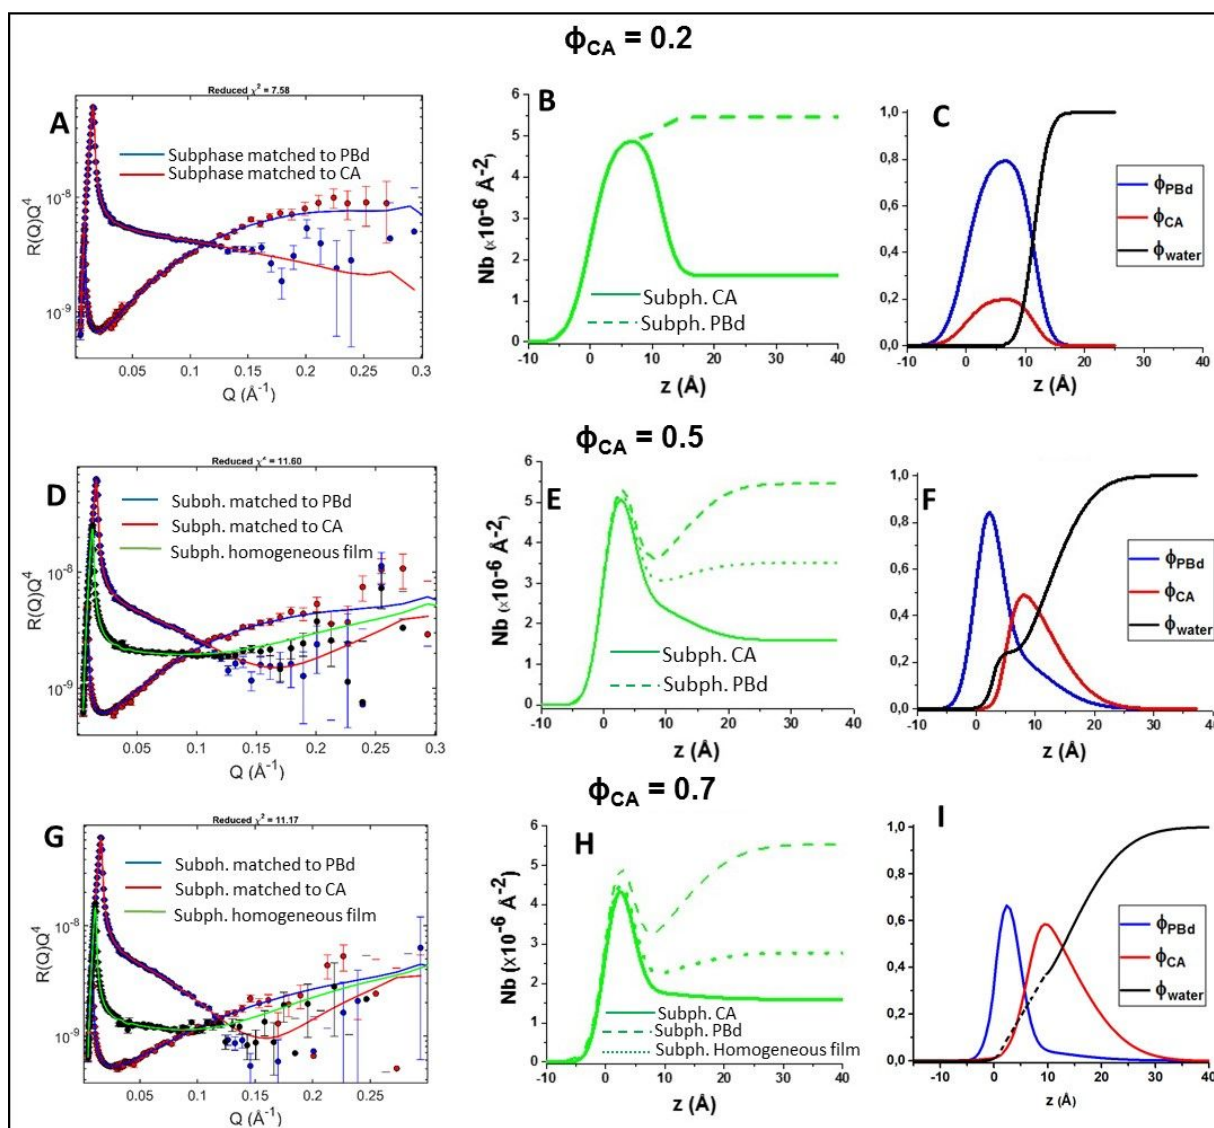 ϕCA = 0.2
A
Reduced χ² = 7.58
Subphase matched to PBd
Subphase matched to CA
R(Q)Q⁴
10⁻⁸
10⁻⁹
0.05 0.1 0.15 0.2 0.25 0.3
Q (Å⁻¹)
B
Nb (x10⁻⁶ Å⁻²)
6
5
4
3
2
1
0
Subph. CA
Subph. PBd
-10 0 10 20 30 40
z (Å)
C
1,0
0,8
0,6
0,4
0,2
0,0
ϕPBd
ϕCA
ϕwater
-10 0 10 20 30 40
z (Å)
ϕCA = 0.5
D
= 11.60
Subph. matched to PBd
Subph. matched to CA
Subph. homogeneous film
R(Q)Q⁴
10⁻⁸
10⁻⁹
0.05 0.1 0.15 0.2 0.25 0.3
Q (Å⁻¹)
E
Nb (x10⁻⁶ Å⁻²)
6
5
4
3
2
1
0
Subph. CA
Subph. PBd
-10 0 10 20 30 40
z (Å)
F
1,0
0,8
0,6
0,4
0,2
0,0
ϕPBd
ϕCA
ϕwater
-10 0 10 20 30 40
z (Å)
ϕCA = 0.7
G
Reduced χ² = 11.17
Subph. matched to PBd
Subph. matched to CA
Subph. homogeneous film
R(Q)Q⁴
10⁻⁸
10⁻⁹
0.05 0.1 0.15 0.2 0.25
Q (Å⁻¹)
H
Nb (x10⁻⁶ Å⁻²)
6
5
4
3
2
1
0
Subph. CA
Subph. PBd
Subph. Homogeneous film
-10 0 10 20 30 40
z (Å)
I
1,0
0,8
0,6
0,4
0,2
0,0
ϕPBd
ϕCA
ϕwater
-10 0 10 20 30 40
z (Å)